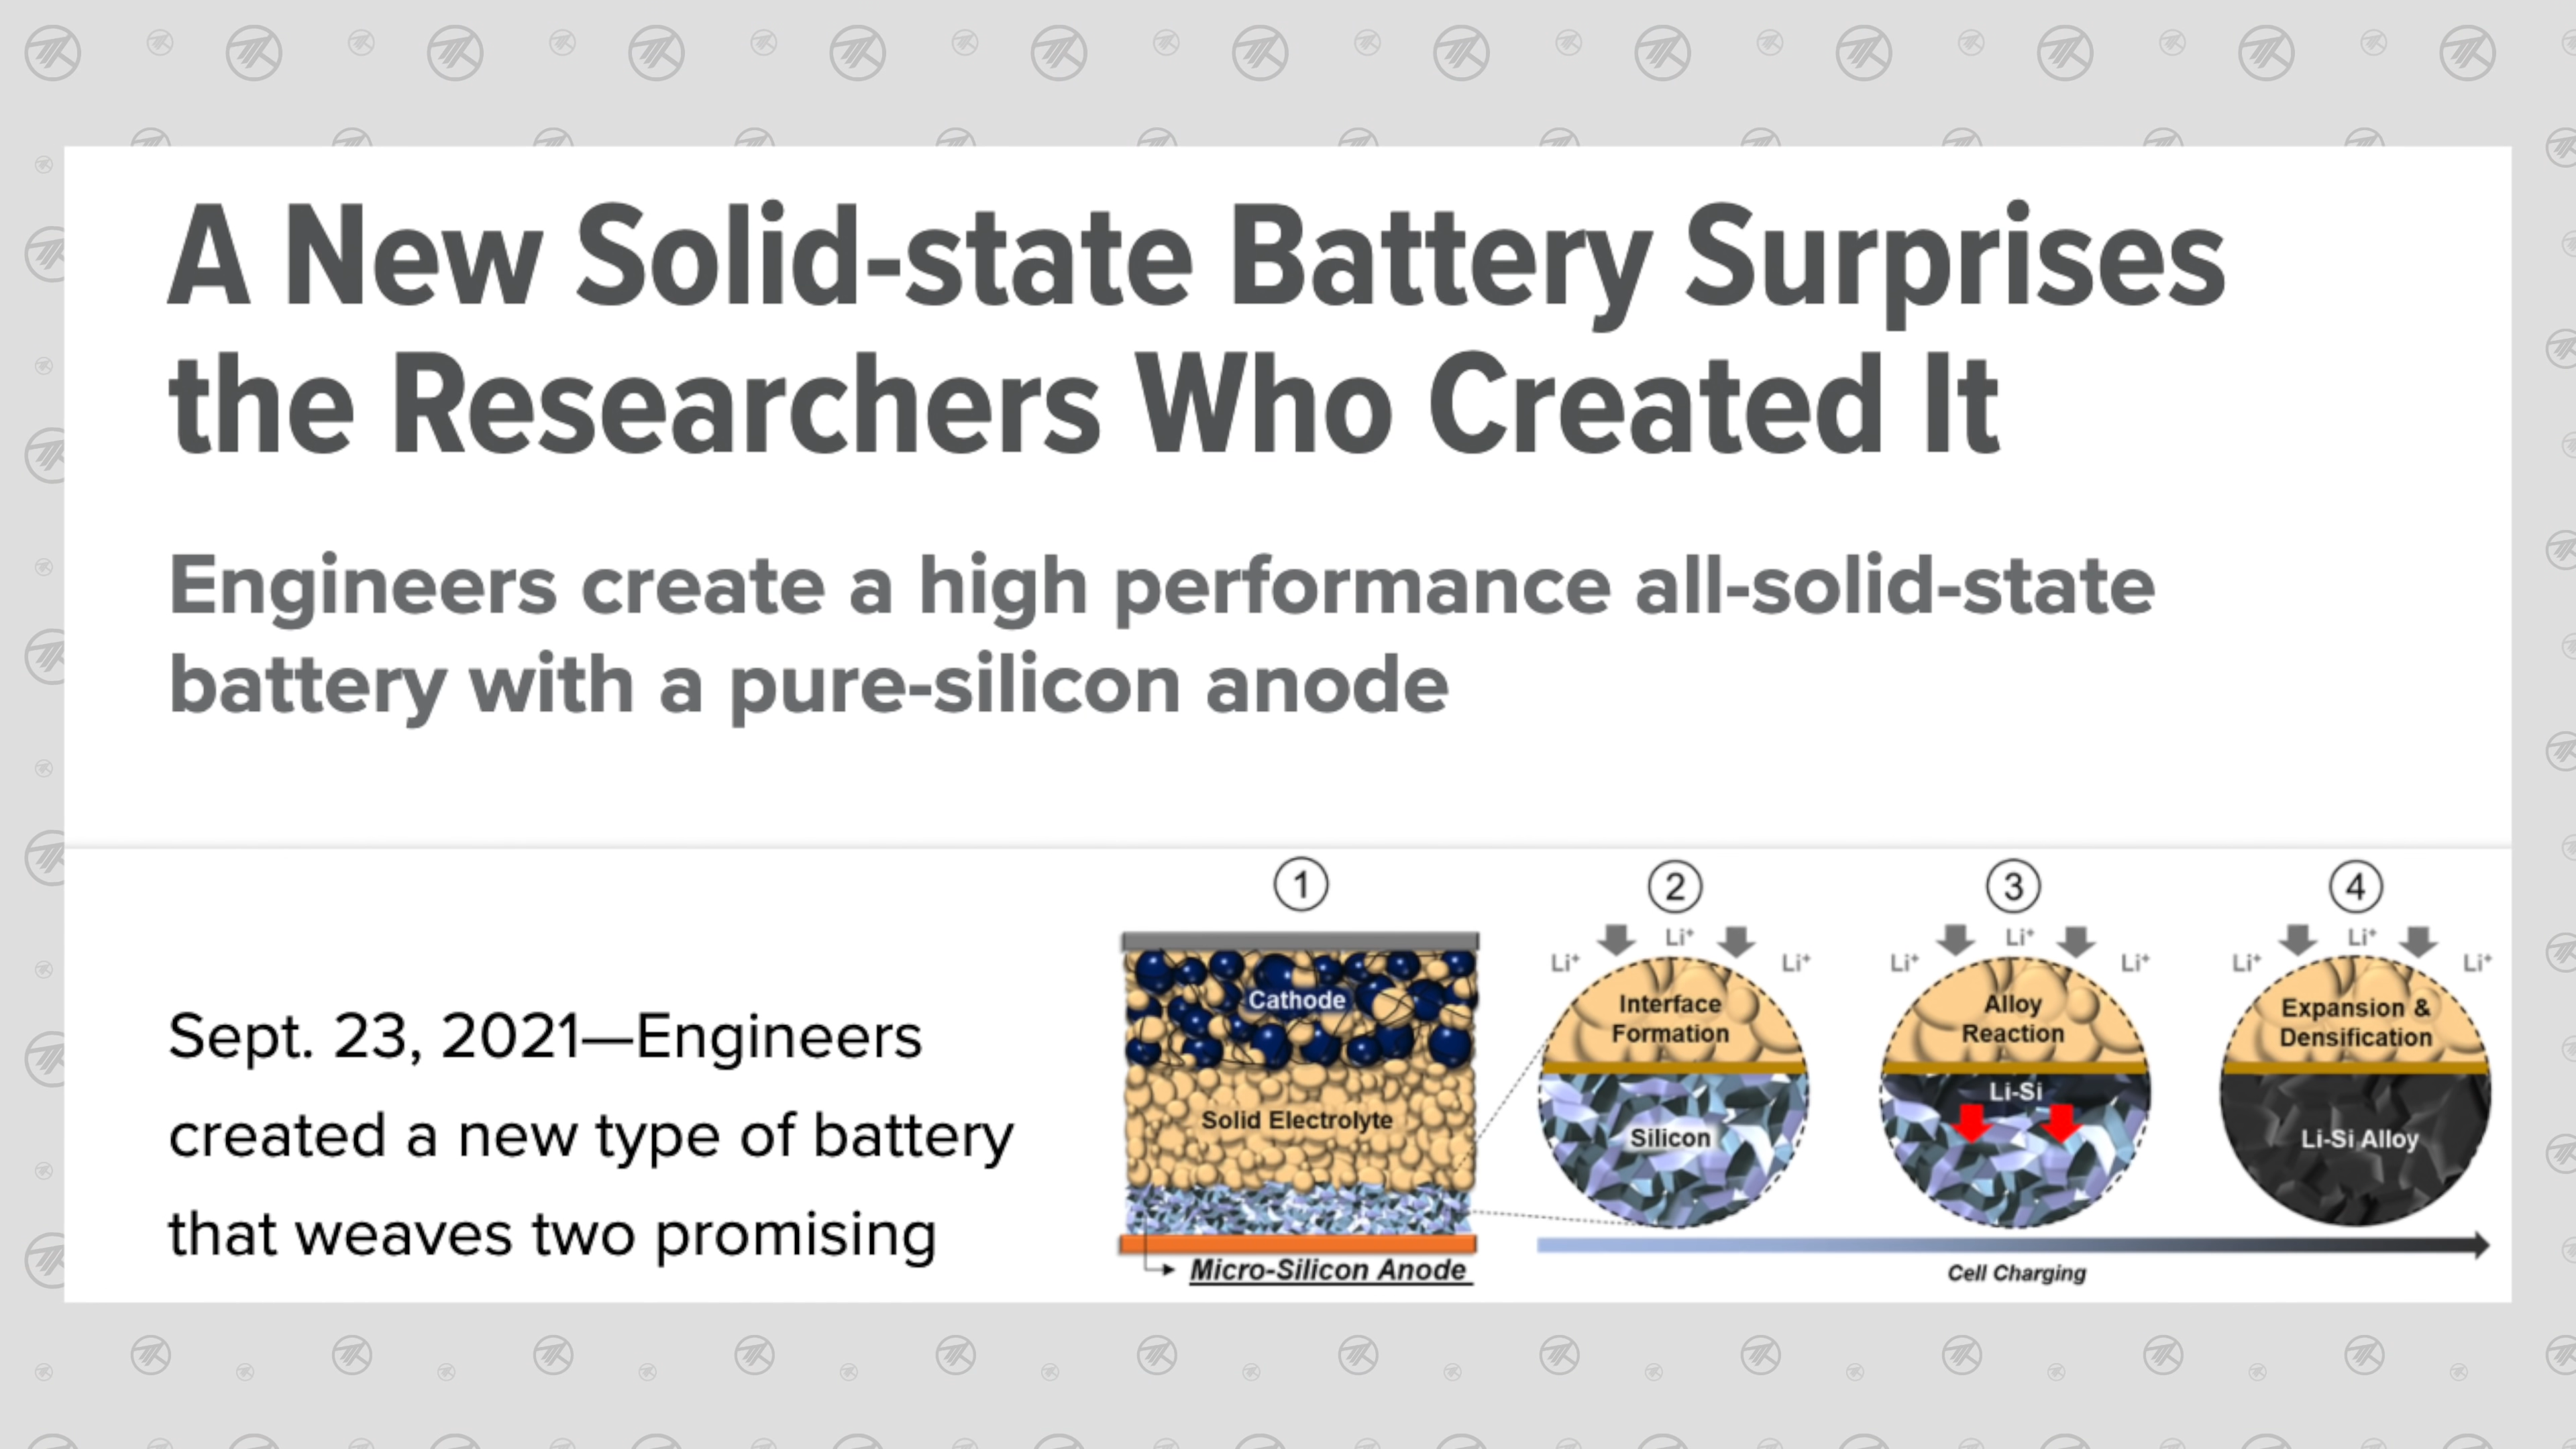 A New Solid-state Battery Surprises
the Researchers Who Created It
Engineers create a high performance all-solid-state
battery with a pure-silicon anode
Sept. 23, 2021—Engineers
created a new type of battery
that weaves two promising
1
Cathode
Solid Electrolyte
Micro-Silicon Anode
2
Li⁺ Li⁺ Li⁺
Interface
Formation
Silicon
3
Li⁺ Li⁺ Li⁺
Alloy
Reaction
Li-Si
4
Li⁺ Li⁺ Li⁺
Expansion &
Densification
Li-Si Alloy
Cell Charging